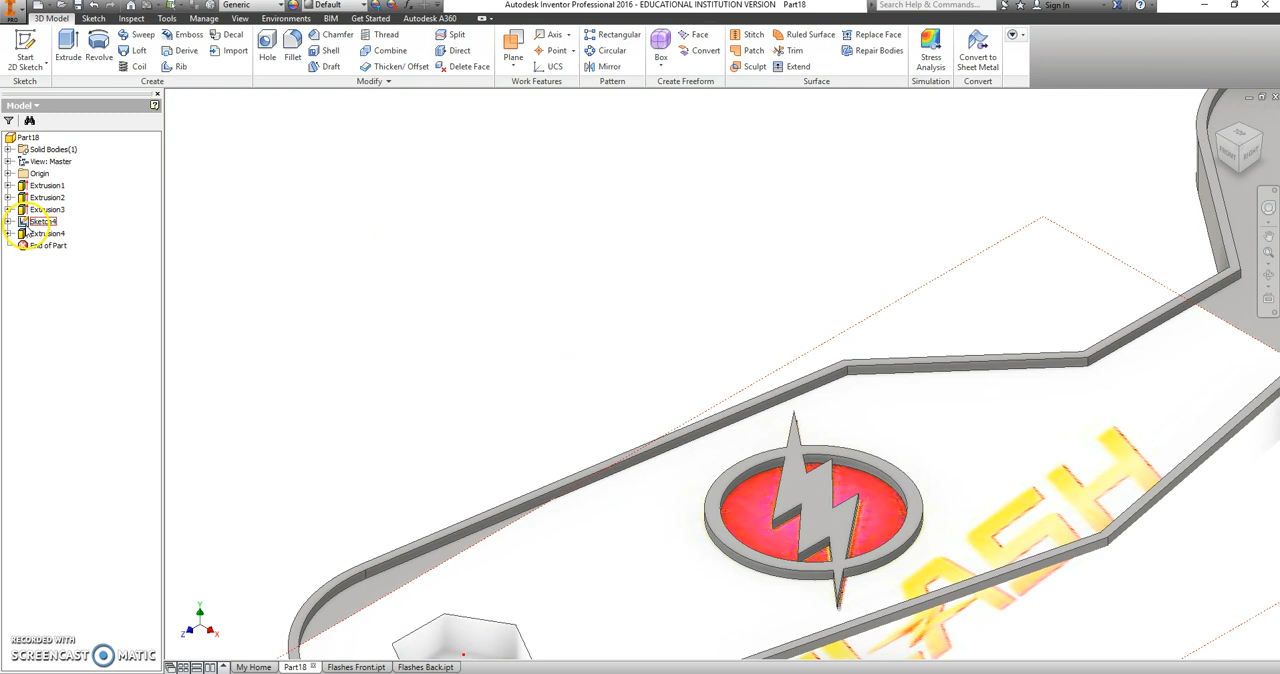 PRO
Generic
Default
Autodesk Inventor Professional 2016 - EDUCATIONAL INSTITUTION VERSION Part18
Search Help & Commands...
Sign In
3D Model Sketch Inspect Tools Manage View Environments BIM Get Started Autodesk A360
Start 2D Sketch
Extrude Revolve
Sweep Emboss Decal
Loft Derive Import
Coil Rib
Hole Fillet
Chamfer Thread Split
Shell Combine Direct
Draft Thicken/ Offset Delete Face
Plane
Axis
Point
UCS
Rectangular
Circular
Mirror
Box
Face
Convert
Stitch Ruled Surface Replace Face
Patch Trim Repair Bodies
Sculpt Extend
Stress Analysis
Convert to Sheet Metal
Sketch Create Modify Work Features Pattern Create Freeform Surface Simulation Convert
Model
Part18
Solid Bodies(1)
View: Master
Origin
Extrusion1
Extrusion2
Extrusion3
Sketch4
Extrusion4
End of Part
TOP
FRONT RIGHT
ASH
Y
Z X
RECORDED WITH
SCREENCAST MATIC
My Home Part18 Flashes Front.ipt Flashes Back.ipt